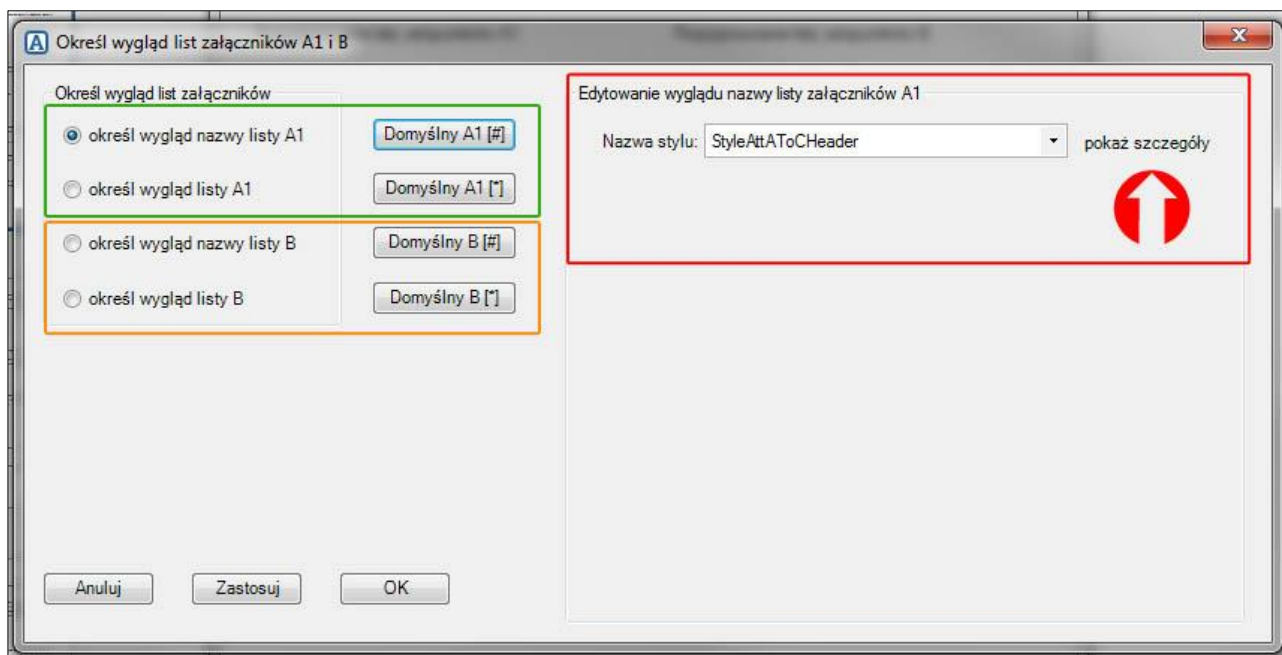 A Określ wygląd list załączników A1 i B
Określ wygląd list załączników
określ wygląd nazwy listy A1
Domyślny A1 [#]
określ wygląd listy A1
Domyślny A1 [*]
określ wygląd nazwy listy B
Domyślny B [#]
określ wygląd listy B
Domyślny B [*]
Anuluj
Zastosuj
OK
Edytowanie wyglądu nazwy listy załączników A1
Nazwa stylu: StyleAttAToCHeader
pokaż szczegóły